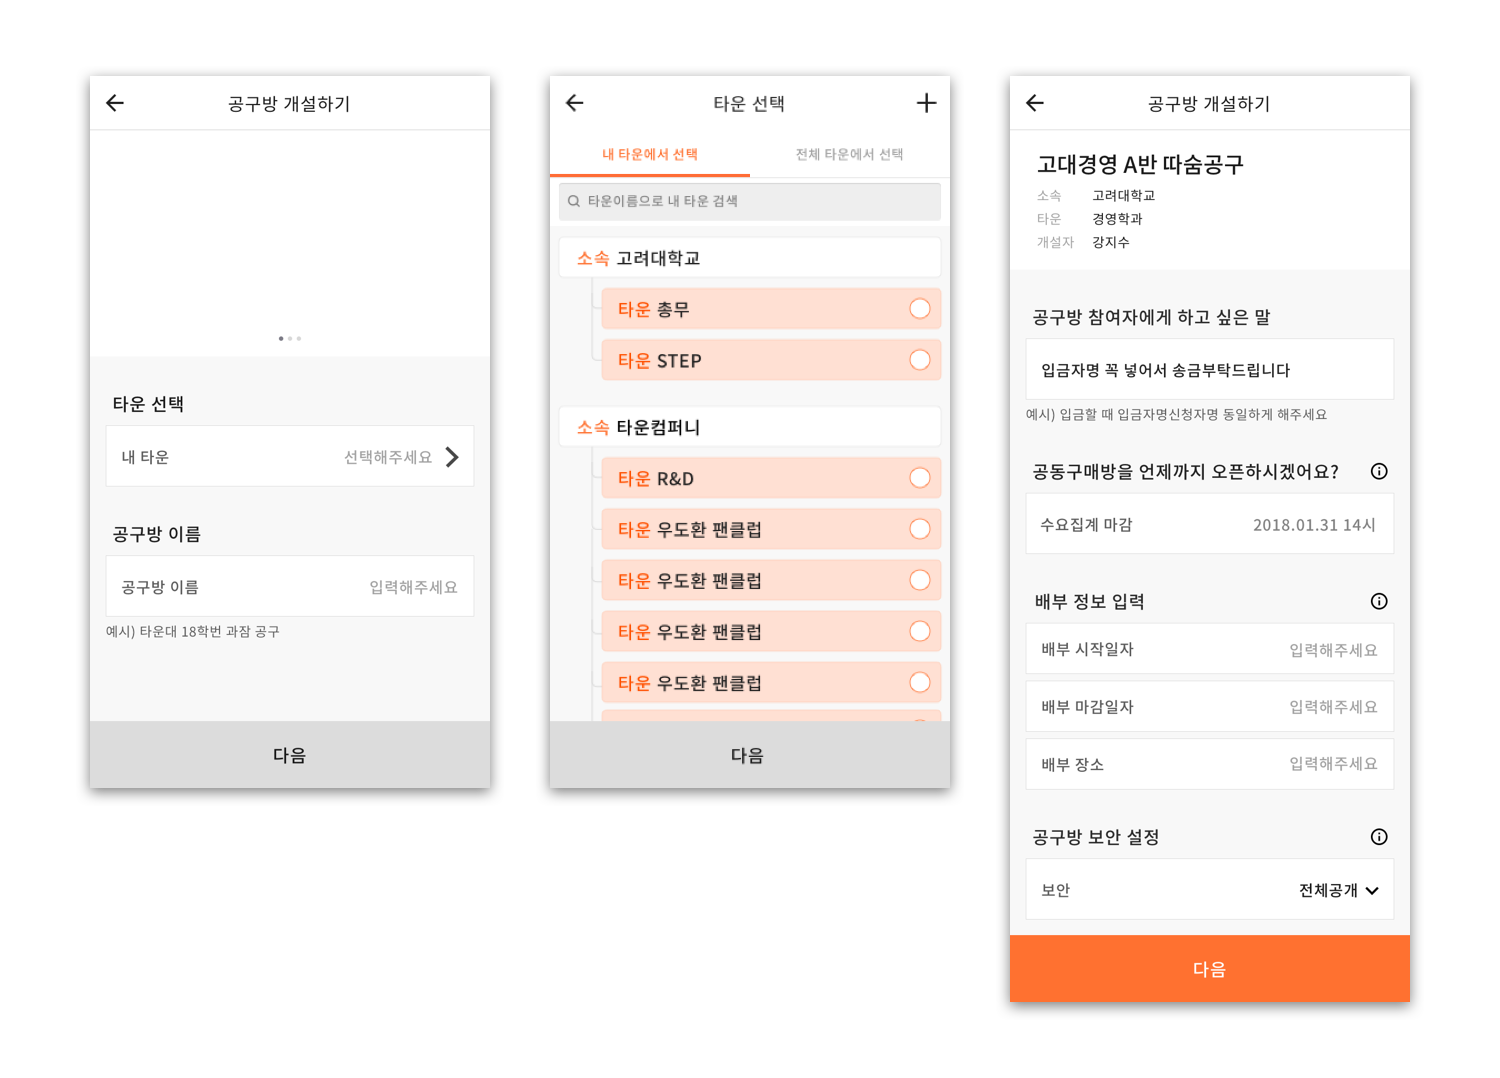 공구방 개설하기
타운 선택
내 타운 선택해주세요
공구방 이름
공구방 이름 입력해주세요
예시) 타운대 18학번 과잠 공구
다음
타운 선택
내 타운에서 선택 전체 타운에서 선택
타운이름으로 내 타운 검색
소속 고려대학교
타운 총무
타운 STEP
소속 타운컴퍼니
타운 R&D
타운 우도환 팬클럽
타운 우도환 팬클럽
타운 우도환 팬클럽
타운 우도환 팬클럽
다음
공구방 개설하기
고대경영 A반 따숨공구
소속 고려대학교
타운 경영학과
개설자 강지수
공구방 참여자에게 하고 싶은 말
입금자명 꼭 넣어서 송금부탁드립니다
예시) 입금할 때 입금자명신청자명 동일하게 해주세요
공동구매방을 언제까지 오픈하시겠어요?
수요집계 마감 2018.01.31 14시
배부 정보 입력
배부 시작일자 입력해주세요
배부 마감일자 입력해주세요
배부 장소 입력해주세요
공구방 보안 설정
보안 전체공개
다음